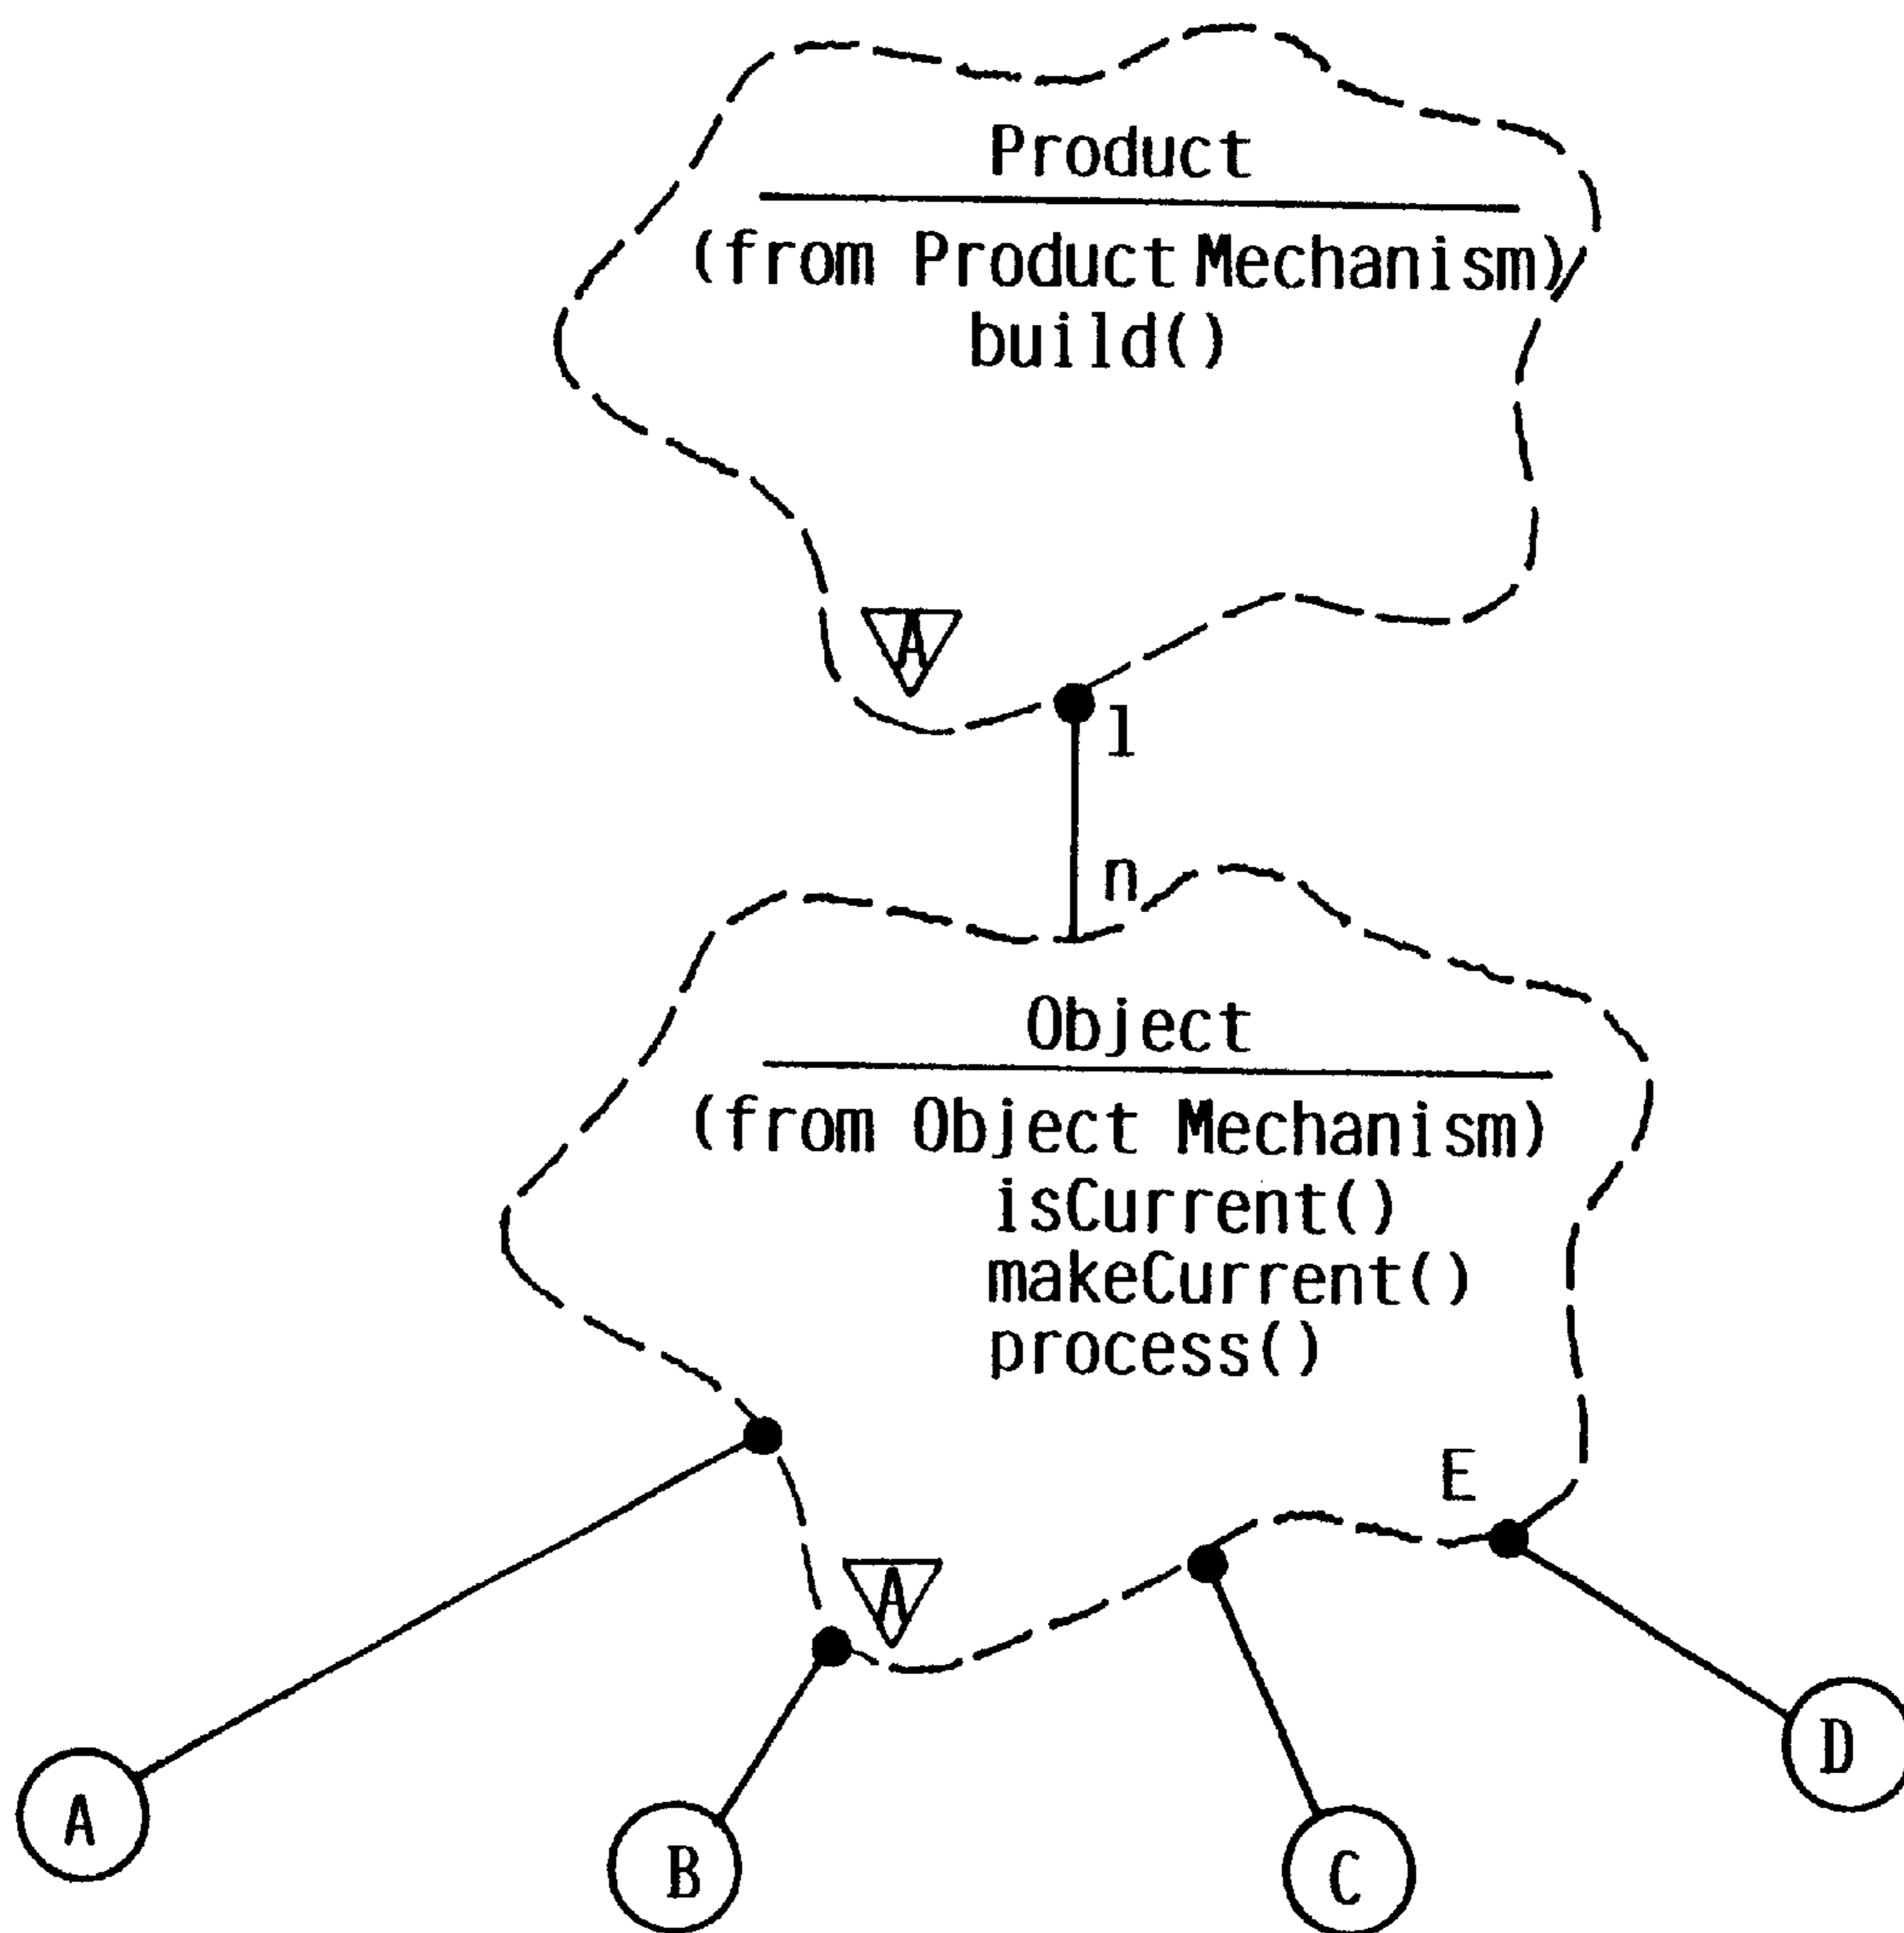 Product
(from Product Mechanism)
build()
A
1
n
Object
(from Object Mechanism)
isCurrent()
makeCurrent()
process()
E
A
D
A
B
C